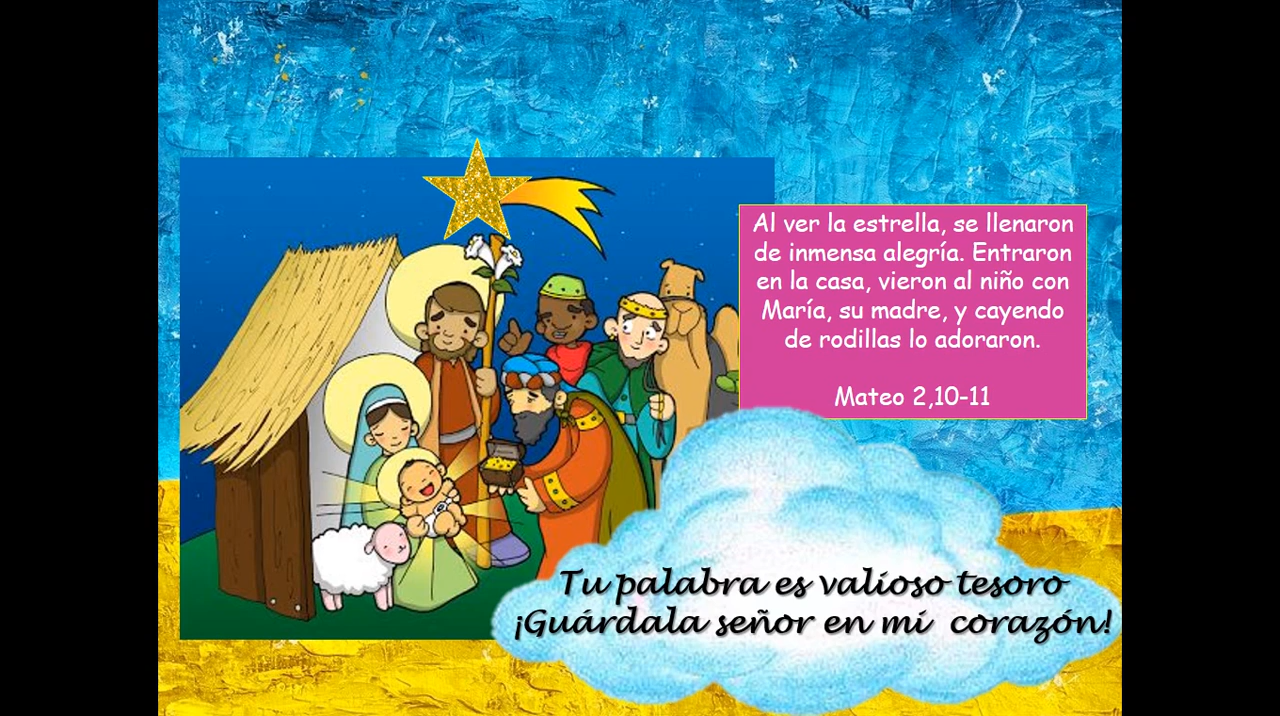 Al ver la estrella, se llenaron
de inmensa alegría. Entraron
en la casa, vieron al niño con
María, su madre, y cayendo
de rodillas lo adoraron.
Mateo 2,10-11
Tu palabra es valioso tesoro
¡Guárdala señor en mi corazón!